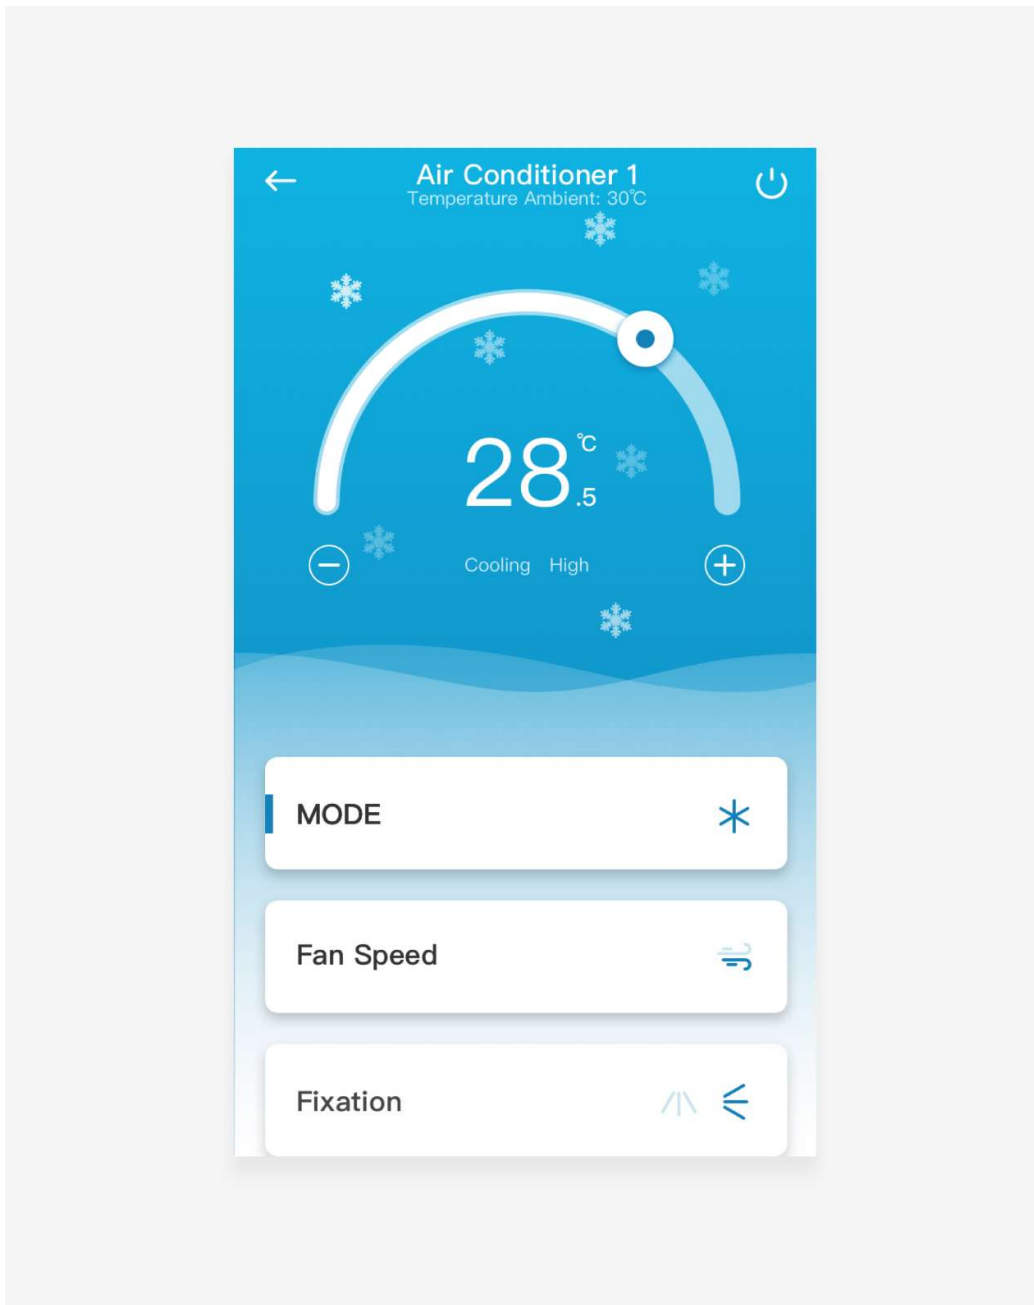 Air Conditioner 1
Temperature Ambient: 30℃
28.5℃
Cooling High
MODE
Fan Speed
Fixation